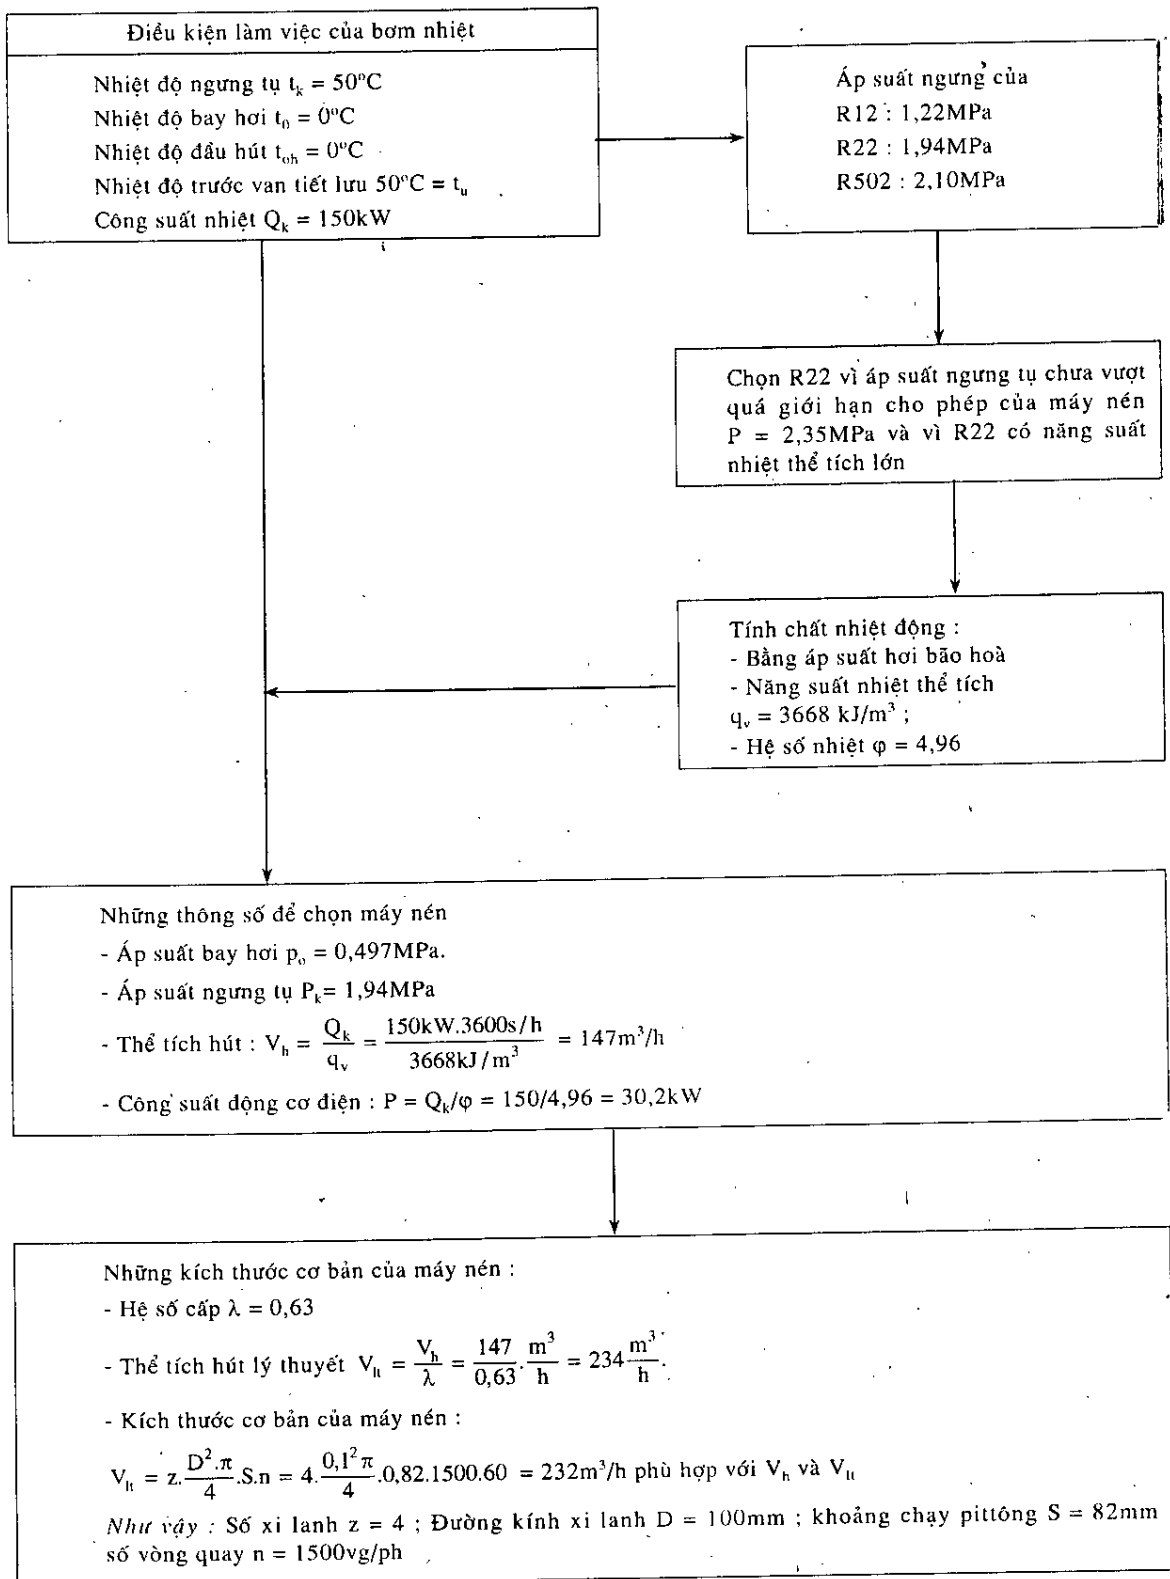 Điều kiện làm việc của bơm nhiệt
Nhiệt độ ngưng tụ tₖ = 50°C
Nhiệt độ bay hơi t₀ = 0°C
Nhiệt độ đầu hút tₒₕ = 0°C
Nhiệt độ trước van tiết lưu 50°C = tᵤ
Công suất nhiệt Qₖ = 150kW
Áp suất ngưng của
R12 : 1,22MPa
R22 : 1,94MPa
R502 : 2,10MPa
Chọn R22 vì áp suất ngưng tụ chưa vượt
quá giới hạn cho phép của máy nén
P = 2,35MPa và vì R22 có năng suất
nhiệt thể tích lớn
Tính chất nhiệt động :
- Bằng áp suất hơi bão hoà
- Năng suất nhiệt thể tích
qᵥ = 3668 kJ/m³ ;
- Hệ số nhiệt φ = 4,96
Những thông số để chọn máy nén
- Áp suất bay hơi pₒ = 0,497MPa.
- Áp suất ngưng tụ Pₖ= 1,94MPa
- Thể tích hút : Vₕ = Qₖ/qᵥ = 150kW.3600s/h / 3668kJ/m³ = 147m³/h
- Công suất động cơ điện : P = Qₖ/φ = 150/4,96 = 30,2kW
Những kích thước cơ bản của máy nén :
- Hệ số cấp λ = 0,63
- Thể tích hút lý thuyết Vₗₜ = Vₕ/λ = 147/0,63 . m³/h = 234 m³/h.
- Kích thước cơ bản của máy nén :
Vₗₜ = z. D².π/4 .S.n = 4. 0,1²π/4 .0,82.1500.60 = 232m³/h phù hợp với Vₕ và Vₗₜ
Như vậy : Số xi lanh z = 4 ; Đường kính xi lanh D = 100mm ; khoảng chạy pittông S = 82mm
số vòng quay n = 1500vg/ph